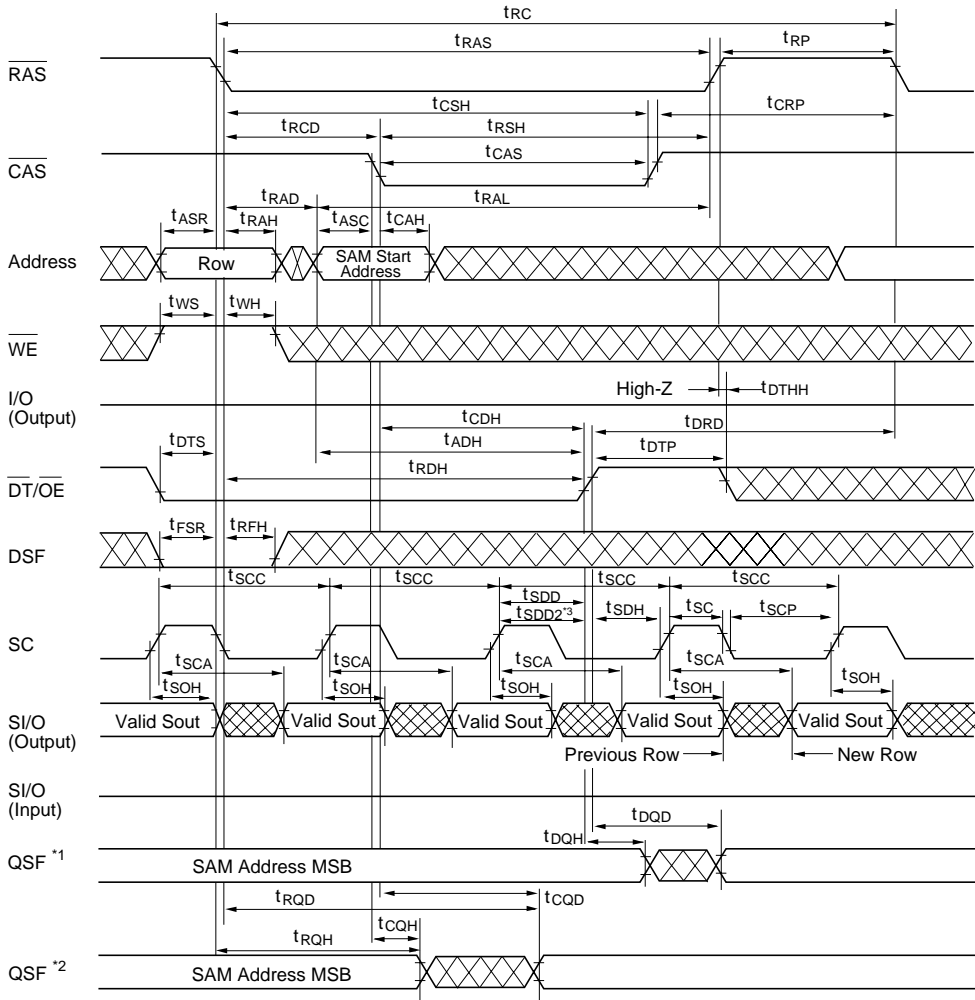 tRC
tRAS
tRP
RAS
tCSH
tCRP
tRCD
tRSH
CAS
tCAS
tRAD
tRAL
tASR
tRAH
tASC
tCAH
Address
Row
SAM Start
Address
tWS
tWH
WE
I/O
(Output)
High-Z
tDTHH
tCDH
tDRD
tDTS
tADH
tDTP
tRDH
DT/OE
tFSR
tRFH
DSF
tSCC
tSCC
tSCC
tSCC
tSDD
tSDD2*3
tSDH
tSC
tSCP
SC
tSCA
tSCA
tSCA
tSCA
tSOH
tSOH
tSOH
tSOH
tSOH
SI/O
(Output)
Valid Sout
Valid Sout
Valid Sout
Valid Sout
Valid Sout
Previous Row
New Row
SI/O
(Input)
tDQD
tDQH
QSF *1
SAM Address MSB
tRQD
tCQD
tCQH
tRQH
QSF *2
SAM Address MSB